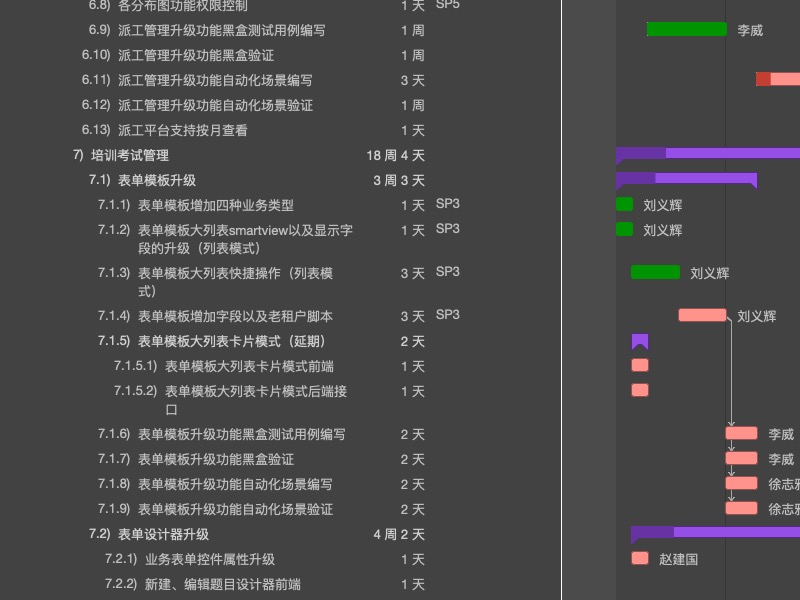 6.8) 各分布图功能权限控制 1 天 SP5
6.9) 派工管理升级功能黑盒测试用例编写 1 周 李威
6.10) 派工管理升级功能黑盒验证 1 周
6.11) 派工管理升级功能自动化场景编写 3 天
6.12) 派工管理升级功能自动化场景验证 1 周
6.13) 派工平台支持按月查看 1 天
7) 培训考试管理 18 周 4 天
7.1) 表单模板升级 3 周 3 天
7.1.1) 表单模板增加四种业务类型 1 天 SP3 刘义辉
7.1.2) 表单模板大列表smartview以及显示字 1 天 SP3 刘义辉
段的升级（列表模式）
7.1.3) 表单模板大列表快捷操作（列表模 3 天 SP3 刘义辉
式）
7.1.4) 表单模板增加字段以及老租户脚本 3 天 SP3 刘义辉
7.1.5) 表单模板大列表卡片模式（延期） 2 天
7.1.5.1) 表单模板大列表卡片模式前端 1 天
7.1.5.2) 表单模板大列表卡片模式后端接 1 天
口
7.1.6) 表单模板升级功能黑盒测试用例编写 2 天 李威
7.1.7) 表单模板升级功能黑盒验证 2 天 李威
7.1.8) 表单模板升级功能自动化场景编写 2 天 徐志
7.1.9) 表单模板升级功能自动化场景验证 2 天 徐志
7.2) 表单设计器升级 4 周 2 天
7.2.1) 业务表单控件属性升级 1 天 赵建国
7.2.2) 新建、编辑题目设计器前端 1 天